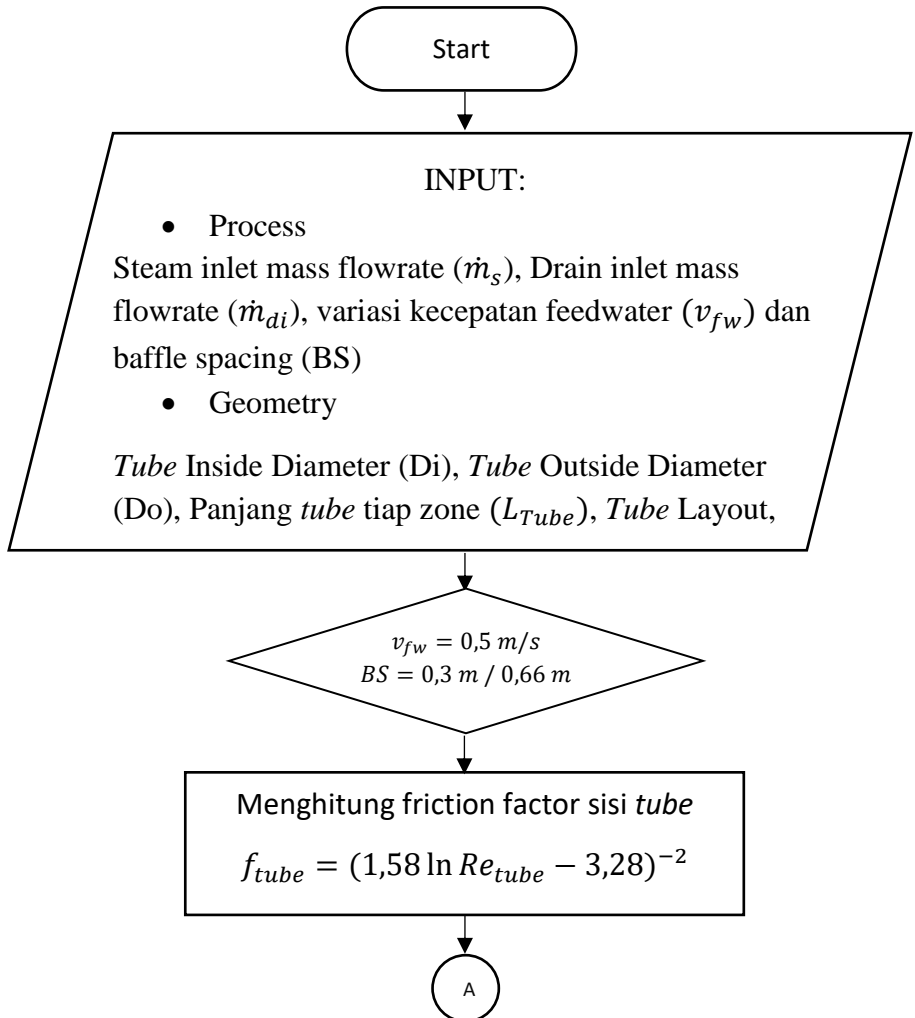 Start
INPUT:
• Process
Steam inlet mass flowrate (ṁ_s), Drain inlet mass
flowrate (ṁ_di), variasi kecepatan feedwater (v_fw) dan
baffle spacing (BS)
• Geometry
Tube Inside Diameter (Di), Tube Outside Diameter
(Do), Panjang tube tiap zone (L_Tube), Tube Layout,
v_fw = 0,5 m/s
BS = 0,3 m / 0,66 m
Menghitung friction factor sisi tube
f_tube = (1,58 ln Re_tube − 3,28)^−2
A